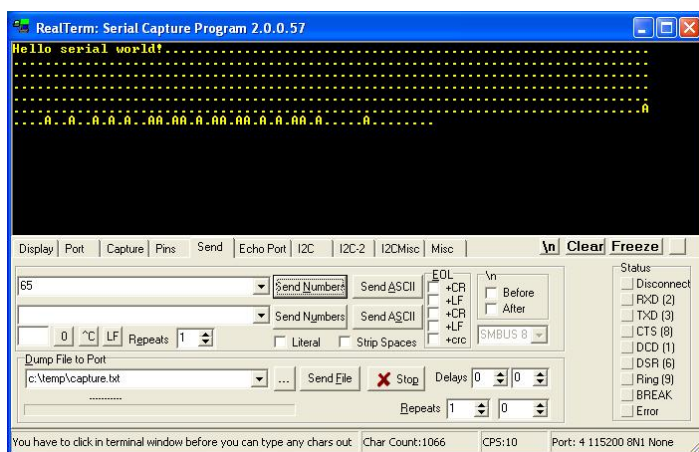 RealTerm: Serial Capture Program 2.0.0.57
Hello serial world!......................................................................
.........................................................................................
.........................................................................................
.........................................................................................
.........................................................................................
........................................................................................A
....A..A..A.A.A..AA.AA.A.AA.AA.A.A.AA.A.....A.........
Display Port Capture Pins Send Echo Port I2C I2C-2 I2CMisc Misc \n Clear Freeze
65 Send Numbers Send ASCII
EOL
+CR
+LF
+CR
+LF
+crc
\n
Before
After
Send Numbers Send ASCII
SMBUS 8
0 ^C LF Repeats 1 Literal Strip Spaces
Dump File to Port
c:\temp\capture.txt ... Send File Stop Delays 0 0
Repeats 1 0
Status
Disconnect
RXD (2)
TXD (3)
CTS (8)
DCD (1)
DSR (6)
Ring (9)
BREAK
Error
You have to click in terminal window before you can type any chars out Char Count:1066 CPS:10 Port: 4 115200 8N1 None